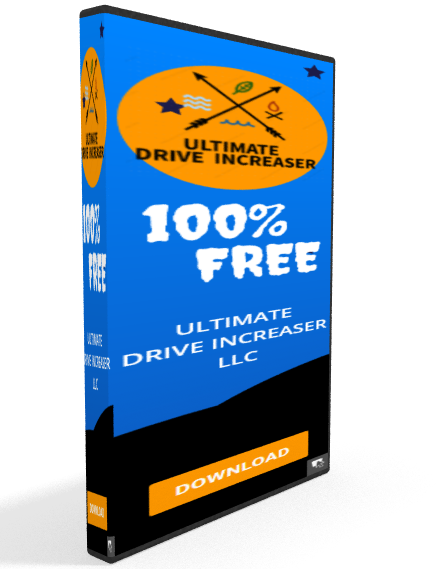 ULTIMATE
DRIVE INCREASER
100%
FREE
ULTIMATE
DRIVE INCREASER
LLC
DOWNLOAD
ULTIMATE
DRIVE INCREASER
100%
FREE
ULTIMATE
DRIVE INCREASER
LLC
DOWNLOAD